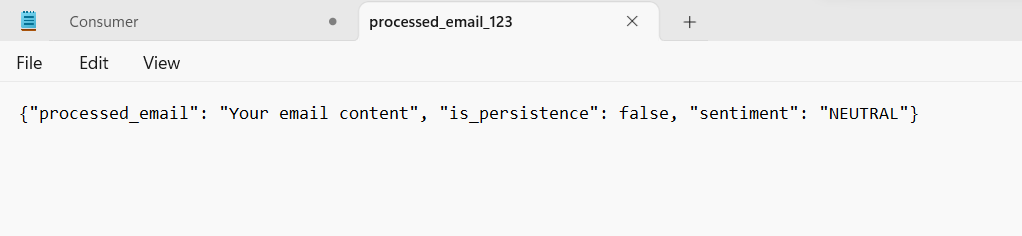 Consumer processed_email_123
File Edit View
{"processed_email": "Your email content", "is_persistence": false, "sentiment": "NEUTRAL"}